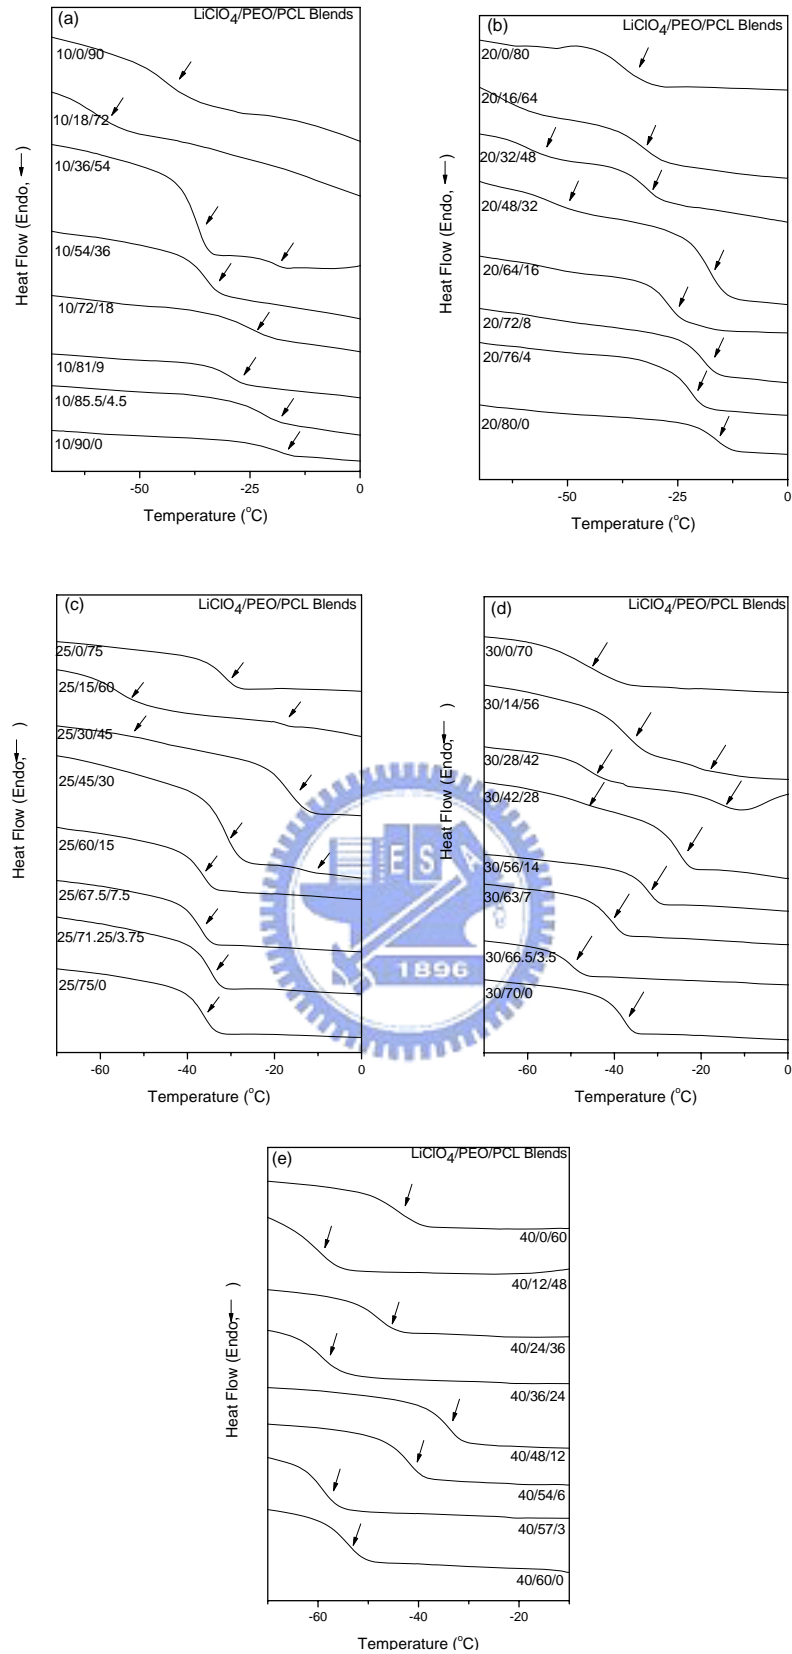 (a)
LiClO4/PEO/PCL Blends
10/0/90
10/18/72
10/36/54
10/54/36
10/72/18
10/81/9
10/85.5/4.5
10/90/0
Heat Flow (Endo, )
-50
-25
0
Temperature (oC)
(b)
LiClO4/PEO/PCL Blends
20/0/80
20/16/64
20/32/48
20/48/32
20/64/16
20/72/8
20/76/4
20/80/0
Heat Flow (Endo, )
-50
-25
0
Temperature (oC)
(c)
LiClO4/PEO/PCL Blends
25/0/75
25/15/60
25/30/45
25/45/30
25/60/15
25/67.5/7.5
25/71.25/3.75
25/75/0
Heat Flow (Endo, )
-60
-40
-20
0
Temperature (oC)
(d)
LiClO4/PEO/PCL Blends
30/0/70
30/14/56
30/28/42
30/42/28
30/56/14
30/63/7
30/66.5/3.5
30/70/0
Heat Flow (Endo, )
-60
-40
-20
0
Temperature (oC)
E S A
1896
(e)
LiClO4/PEO/PCL Blends
40/0/60
40/12/48
40/24/36
40/36/24
40/48/12
40/54/6
40/57/3
40/60/0
Heat Flow (Endo, )
-60
-40
-20
Temperature (oC)